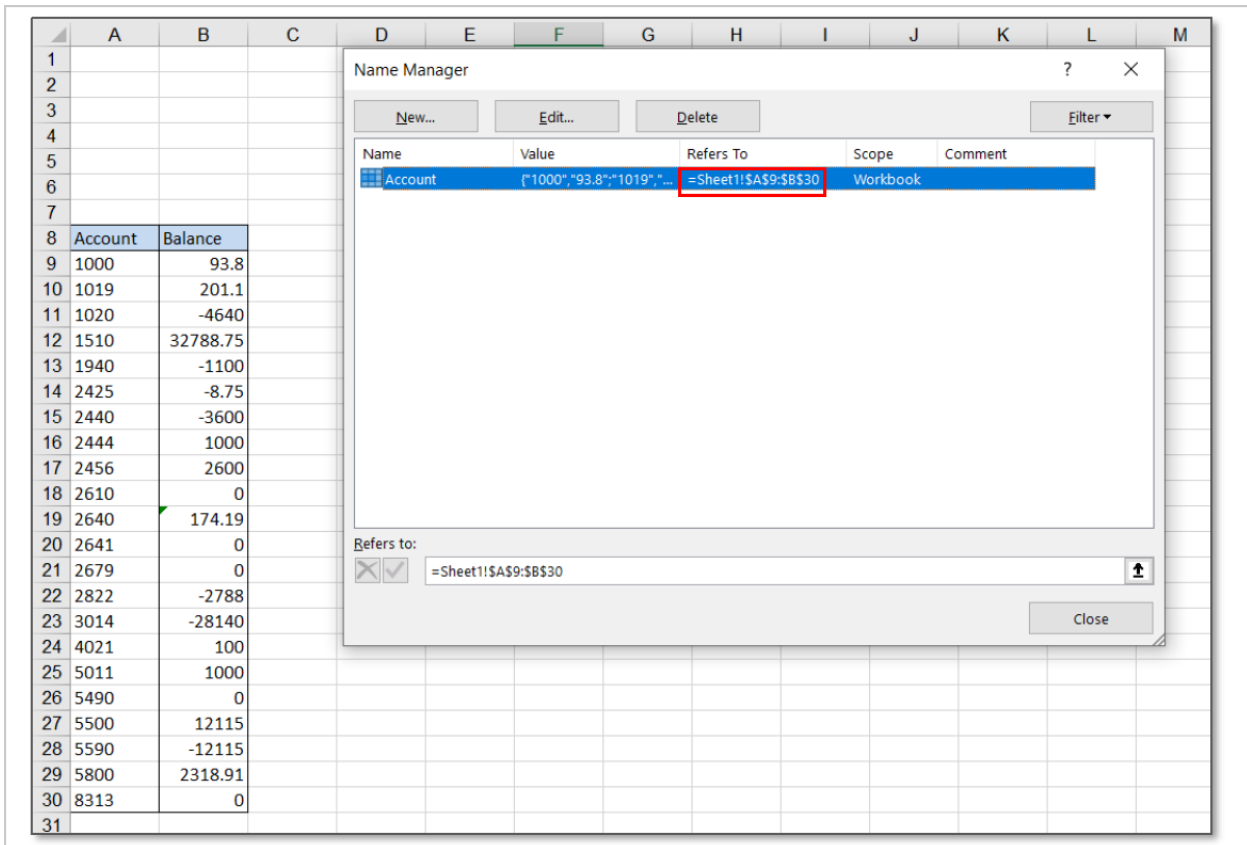 A B C D E F G H I J K L M
Name Manager ? ×
New... Edit... Delete Filter
Name Value Refers To Scope Comment
Account {"1000","93.8";"1019","... =Sheet1!$A$9:$B$30 Workbook
Refers to:
=Sheet1!$A$9:$B$30
Close
1
2
3
4
5
6
7
8 Account Balance
9 1000 93.8
10 1019 201.1
11 1020 -4640
12 1510 32788.75
13 1940 -1100
14 2425 -8.75
15 2440 -3600
16 2444 1000
17 2456 2600
18 2610 0
19 2640 174.19
20 2641 0
21 2679 0
22 2822 -2788
23 3014 -28140
24 4021 100
25 5011 1000
26 5490 0
27 5500 12115
28 5590 -12115
29 5800 2318.91
30 8313 0
31